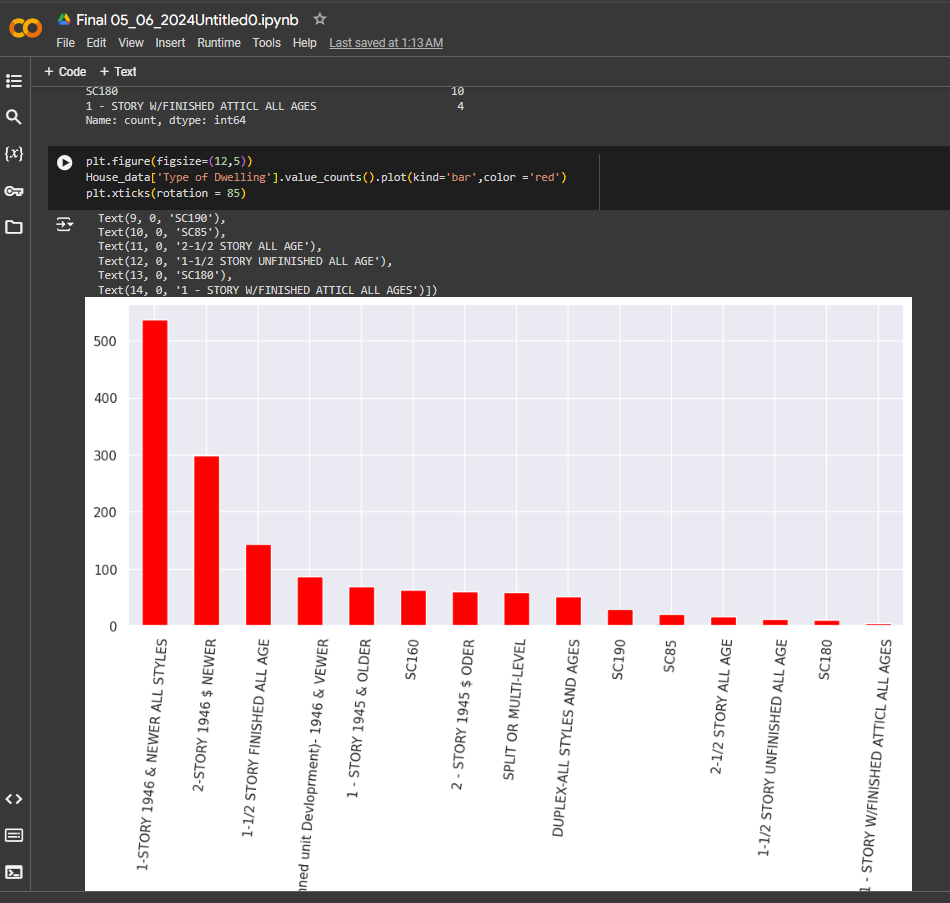 Final 05_06_2024Untitled0.ipynb
File Edit View Insert Runtime Tools Help Last saved at 1:13 AM
+ Code + Text
SC180 10
1 - STORY W/FINISHED ATTICL ALL AGES 4
Name: count, dtype: int64
{x}
plt.figure(figsize=(12,5))
House_data['Type of Dwelling'].value_counts().plot(kind='bar',color ='red')
plt.xticks(rotation = 85)
Text(9, 0, 'SC190'),
Text(10, 0, 'SC85'),
Text(11, 0, '2-1/2 STORY ALL AGE'),
Text(12, 0, '1-1/2 STORY UNFINISHED ALL AGE'),
Text(13, 0, 'SC180'),
Text(14, 0, '1 - STORY W/FINISHED ATTICL ALL AGES')])
500
400
300
200
100
0
1-STORY 1946 & NEWER ALL STYLES
2-STORY 1946 $ NEWER
1-1/2 STORY FINISHED ALL AGE
nned unit Devloprment)- 1946 & VEWER
1 - STORY 1945 & OLDER
SC160
2 - STORY 1945 $ ODER
SPLIT OR MULTI-LEVEL
DUPLEX-ALL STYLES AND AGES
SC190
SC85
2-1/2 STORY ALL AGE
1-1/2 STORY UNFINISHED ALL AGE
SC180
1 - STORY W/FINISHED ATTICL ALL AGES